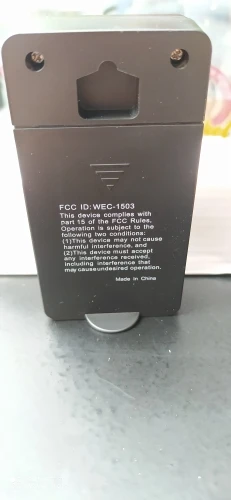 FCC ID:WEC-1503
This device complies with
part 15 of the FCC Rules.
Operation is subject to the
following two conditions:
(1)This device may not cause
harmful interference, and
(2)This device must accept
any interference received,
including interference that
may causeundesired operation.
Made in China